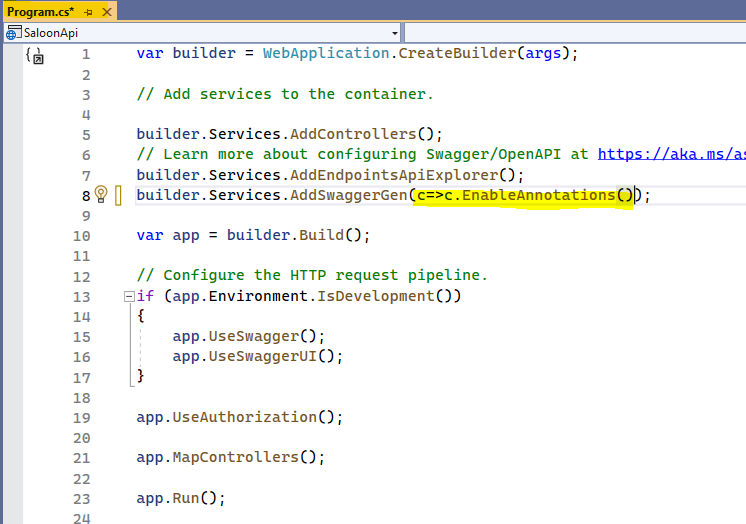 Program.cs*
SaloonApi
1 var builder = WebApplication.CreateBuilder(args);
2
3 // Add services to the container.
4
5 builder.Services.AddControllers();
6 // Learn more about configuring Swagger/OpenAPI at https://aka.ms/as
7 builder.Services.AddEndpointsApiExplorer();
8 builder.Services.AddSwaggerGen(c=>c.EnableAnnotations());
9
10 var app = builder.Build();
11
12 // Configure the HTTP request pipeline.
13 if (app.Environment.IsDevelopment())
14 {
15 app.UseSwagger();
16 app.UseSwaggerUI();
17 }
18
19 app.UseAuthorization();
20
21 app.MapControllers();
22
23 app.Run();
24